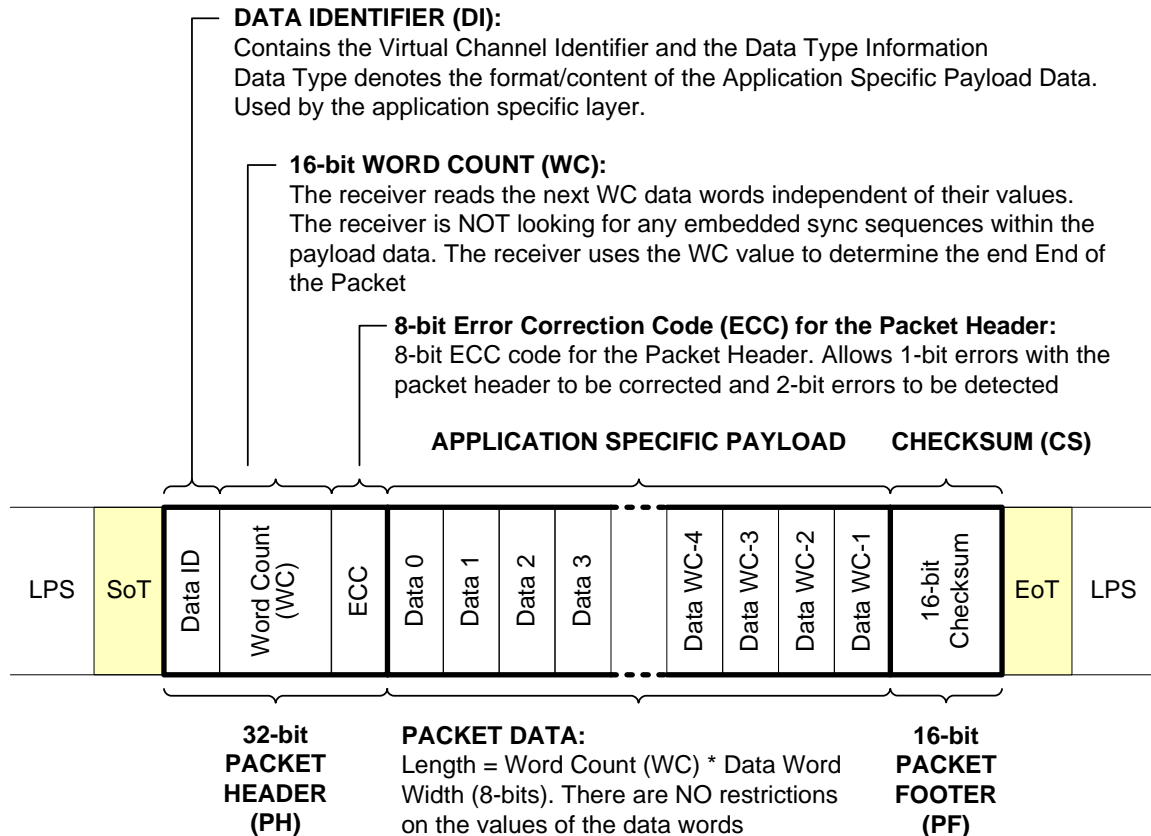 DATA IDENTIFIER (DI):
Contains the Virtual Channel Identifier and the Data Type Information
Data Type denotes the format/content of the Application Specific Payload Data.
Used by the application specific layer.
16-bit WORD COUNT (WC):
The receiver reads the next WC data words independent of their values.
The receiver is NOT looking for any embedded sync sequences within the
payload data. The receiver uses the WC value to determine the end End of
the Packet
8-bit Error Correction Code (ECC) for the Packet Header:
8-bit ECC code for the Packet Header. Allows 1-bit errors with the
packet header to be corrected and 2-bit errors to be detected
APPLICATION SPECIFIC PAYLOAD
CHECKSUM (CS)
LPS
SoT
Data ID
Word Count
(WC)
ECC
Data 0
Data 1
Data 2
Data 3
Data WC-4
Data WC-3
Data WC-2
Data WC-1
16-bit
Checksum
EoT
LPS
32-bit
PACKET
HEADER
(PH)
PACKET DATA:
Length = Word Count (WC) * Data Word
Width (8-bits). There are NO restrictions
on the values of the data words
16-bit
PACKET
FOOTER
(PF)